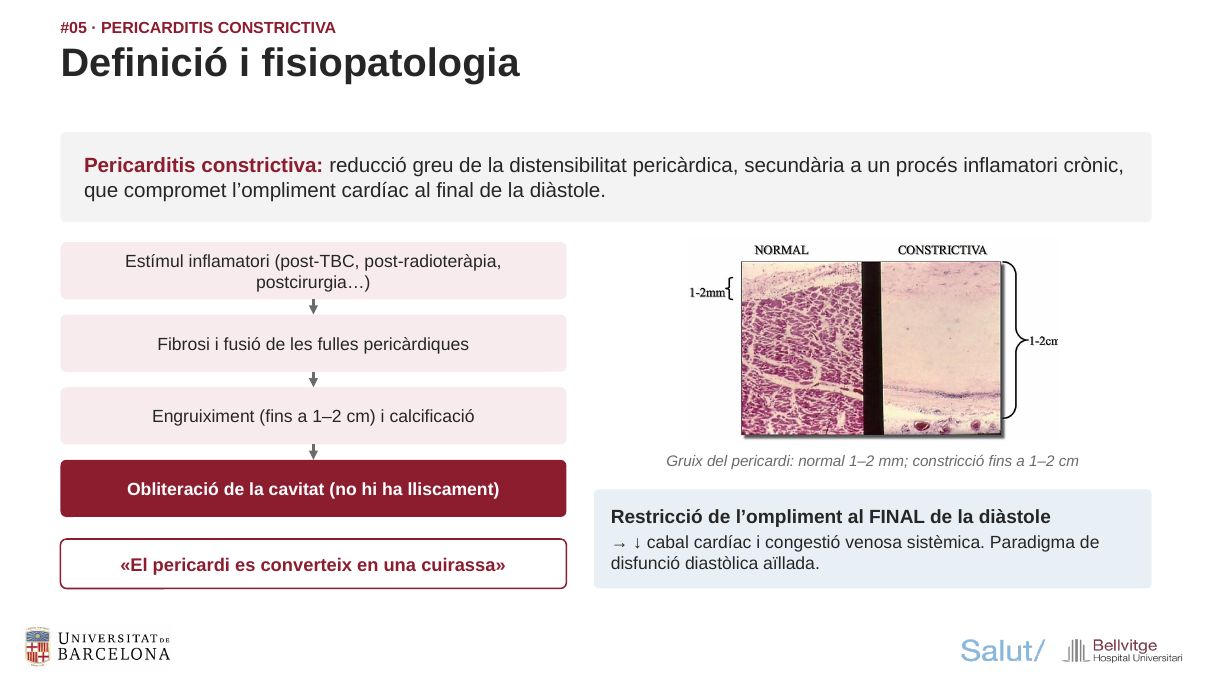 #05 · PERICARDITIS CONSTRICTIVA
Definició i fisiopatologia
Pericarditis constrictiva: reducció greu de la distensibilitat pericàrdica, secundària a un procés inflamatori crònic,
que compromet l’ompliment cardíac al final de la diàstole.
Estímul inflamatori (post-TBC, post-radioteràpia,
postcirurgia…)
Fibrosi i fusió de les fulles pericàrdiques
Engruiximent (fins a 1–2 cm) i calcificació
Obliteració de la cavitat (no hi ha lliscament)
«El pericardi es converteix en una cuirassa»
NORMAL CONSTRICTIVA
1-2mm
1-2cm
Gruix del pericardi: normal 1–2 mm; constricció fins a 1–2 cm
Restricció de l’ompliment al FINAL de la diàstole
→ ↓ cabal cardíac i congestió venosa sistèmica. Paradigma de
disfunció diastòlica aïllada.
UNIVERSITAT DE
BARCELONA
Salut/
Bellvitge
Hospital Universitari